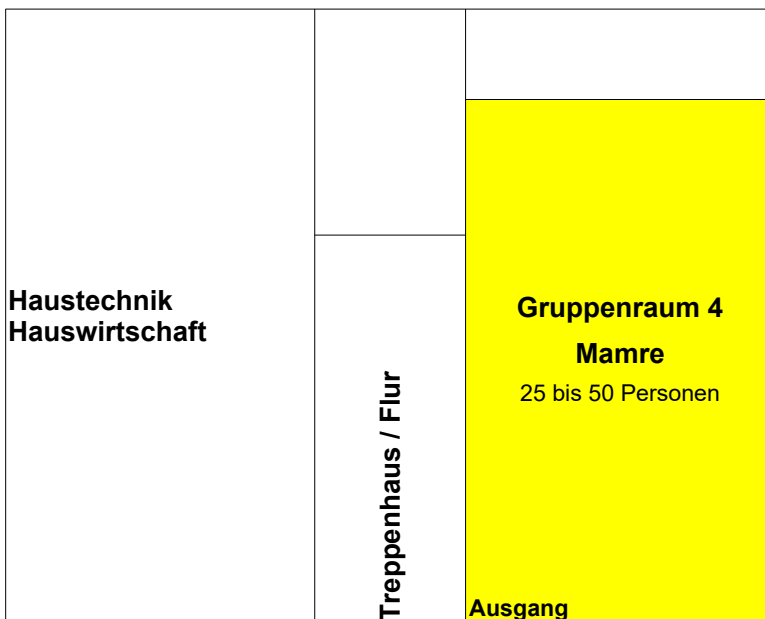 Haustechnik
Hauswirtschaft
Treppenhaus / Flur
Gruppenraum 4
Mamre
25 bis 50 Personen
Ausgang